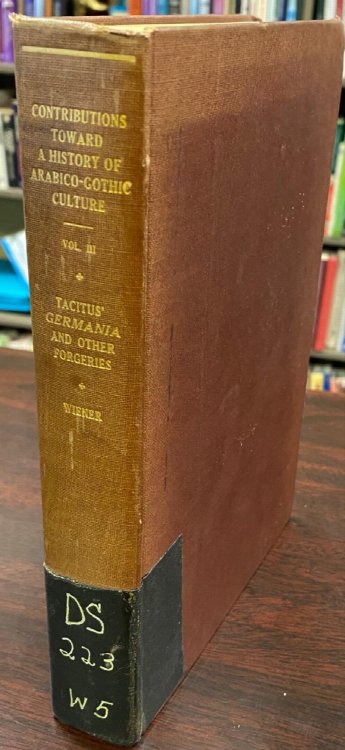 CONTRIBUTIONS
TOWARD
A HISTORY OF
ARABICO-GOTHIC
CULTURE
VOL. III
TACITUS'
GERMANIA
AND OTHER
FORGERIES
WIENER
DS
223
W5